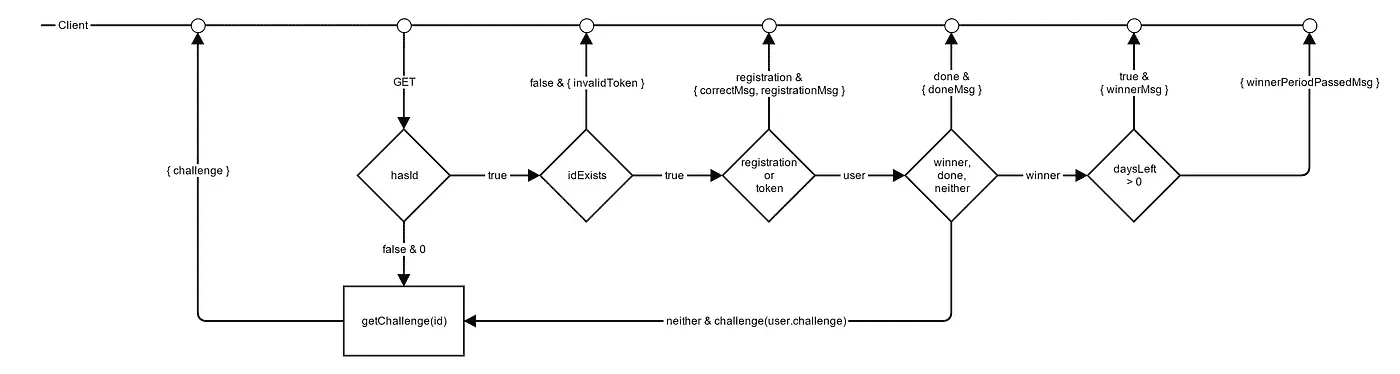 Client
GET
false & { invalidToken }
registration &
{ correctMsg, registrationMsg }
done &
{ doneMsg }
true &
{ winnerMsg }
{ winnerPeriodPassedMsg }
{ challenge }
hasId
true
idExists
true
registration
or
token
user
winner,
done,
neither
winner
daysLeft
> 0
false & 0
getChallenge(id)
neither & challenge(user.challenge)